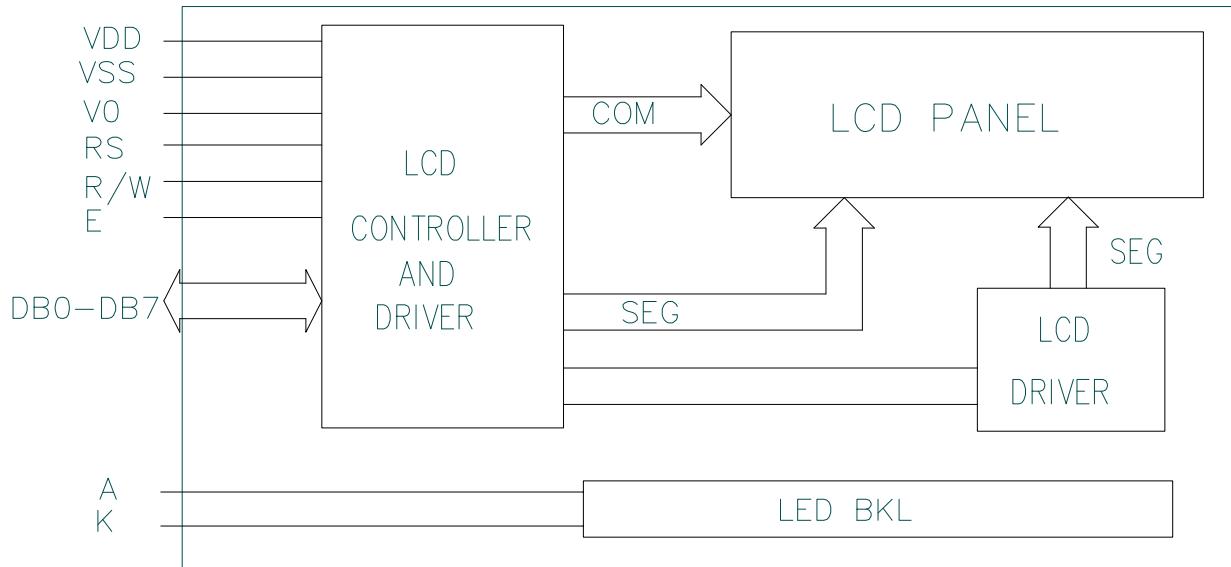 VDD
VSS
V0
RS
R/W
E
DB0-DB7
LCD
CONTROLLER
AND
DRIVER
COM
LCD PANEL
SEG
SEG
LCD
DRIVER
A
K
LED BKL